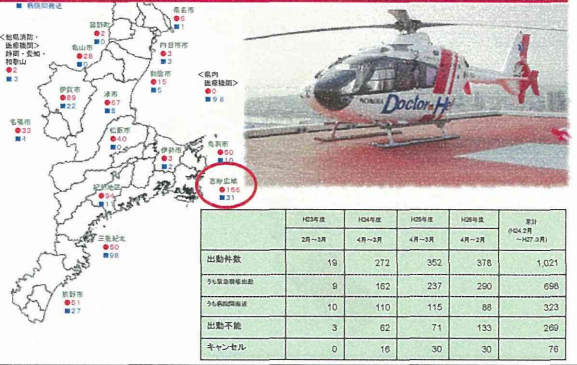 ■ 病院間搬送
桑名市
●6
■1
菰野町
●2
■0
<他県消防・
医療機関>
静岡・愛知・
和歌山
●2
■3
亀山市
●28
■0
四日市市
●3
■3
鈴鹿市
●15
■5
<県内
医療機関>
●0
■98
伊賀市
●89
■22
津市
●67
■8
名張市
●33
■4
松阪市
●40
■0
伊勢市
●3
■2
鳥羽市
●50
■10
志摩広域
●156
■31
紀勢地区
●94
■11
三重紀北
●50
■98
熊野市
●51
■27
Doctor-Heli
H23年度 H24年度 H25年度 H26年度 累計
(H24.2月
~H27.3月)
2月~3月 4月~3月 4月~3月 4月~2月
出動件数 19 272 352 378 1,021
うち緊急現場出動 9 162 237 290 698
うち病院間搬送 10 110 115 88 323
出動不能 3 62 71 133 269
キャンセル 0 16 30 30 76